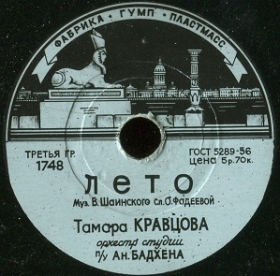 ФАБРИКА • ГУМП • ПЛАСТМАСС
ТРЕТЬЯ ГР.
1748
ГОСТ 5289-56
ЦЕНА 5р.70к.
ЛЕТО
Муз. В. Шаинского Сл. О. Фадеевой
Тамара КРАВЦОВА
оркестр студии
п/у Ан. БАДХЕНА